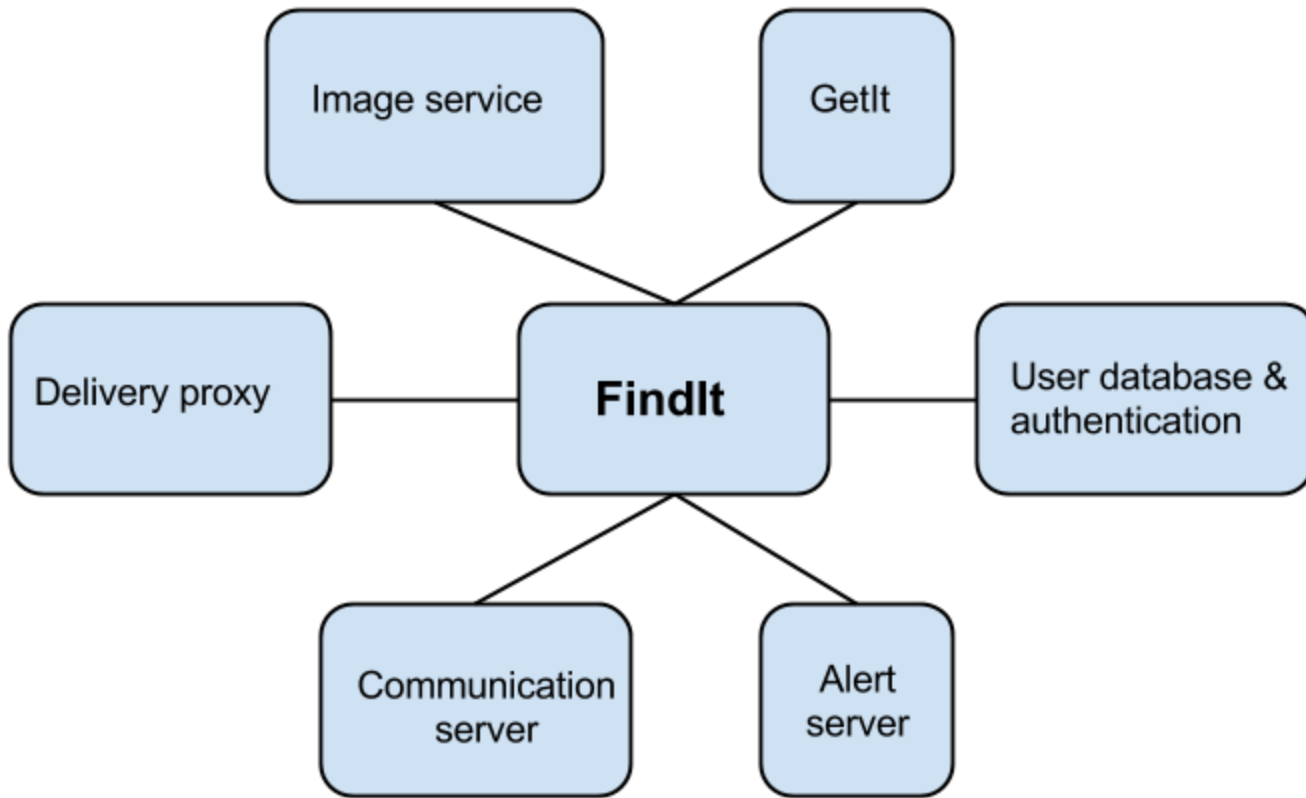 Image service
GetIt
Delivery proxy
FindIt
User database &
authentication
Communication
server
Alert
server